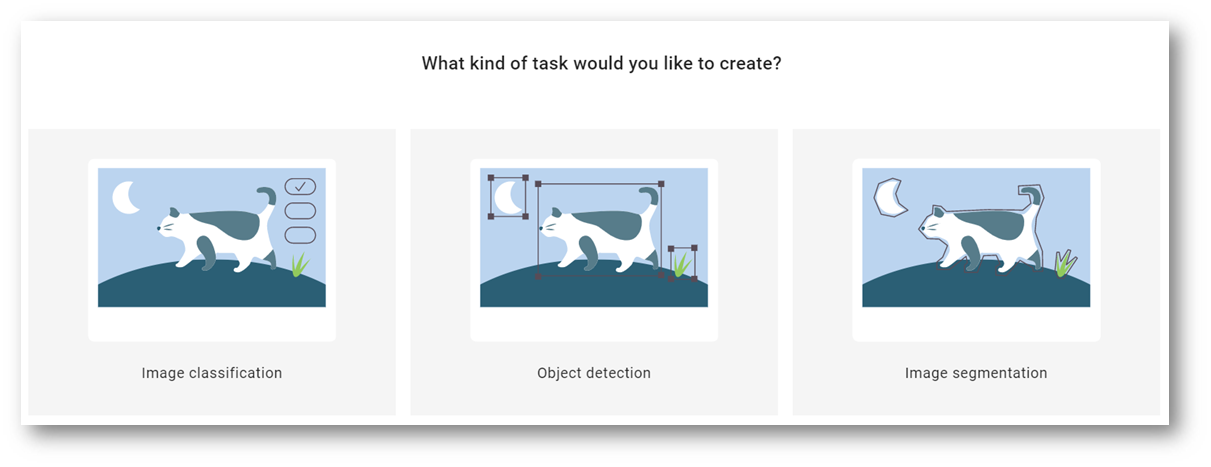 What kind of task would you like to create?
Image classification
Object detection
Image segmentation